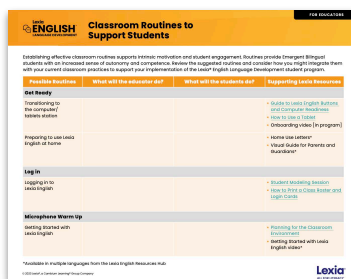 FOR EDUCATORS
Lexia
ENGLISH
LANGUAGE DEVELOPMENT
Classroom Routines to
Support Students
Establishing effective classroom routines supports intrinsic motivation and student engagement. Routines provide Emergent Bilingual
students with an increased sense of autonomy and competence. Review the suggested routines and consider how you might integrate them
with your current classroom practices to support your implementation of the Lexia® English Language Development student program.
Possible Routines What will the educator do? What will the students do? Supporting Lexia Resources
Get Ready
Transitioning to
the computer/
tablets station
• Guide to Lexia English Buttons
and Computer Readiness
• How to Use a Tablet
• Onboarding video (in program)
Preparing to use Lexia
English at home
• Home Use Letters*
• Visual Guide for Parents and
Guardians*
Log in
Logging in to
Lexia English
• Student Modeling Session
• How to Print a Class Roster and
Login Cards
Microphone Warm Up
Getting Started with
Lexia English
• Planning for the Classroom
Environment
• Getting Started with Lexia
English video*
*Available in multiple languages from the Lexia English Resources Hub
Lexia